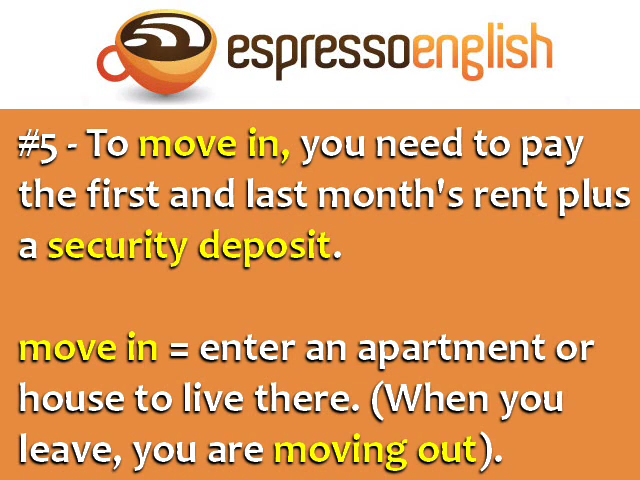 espressoenglish
#5 - To move in, you need to pay
the first and last month's rent plus
a security deposit.
move in = enter an apartment or
house to live there. (When you
leave, you are moving out).